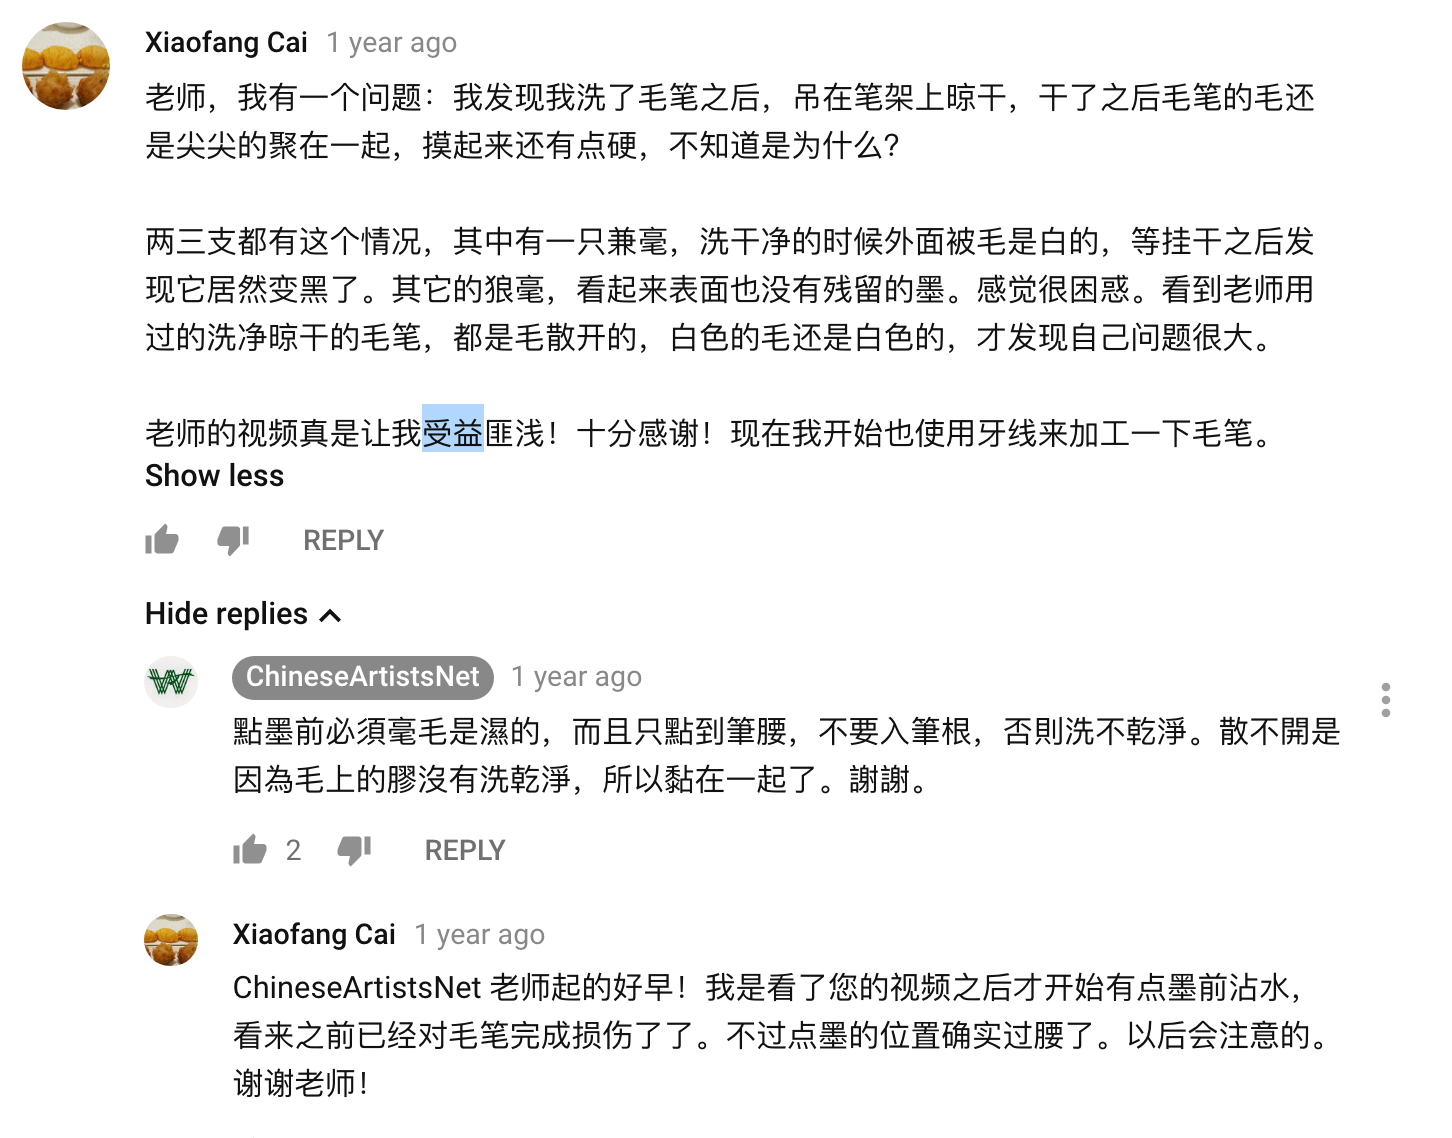 Xiaofang Cai 1 year ago
老师，我有一个问题：我发现我洗了毛笔之后，吊在笔架上晾干，干了之后毛笔的毛还
是尖尖的聚在一起，摸起来还有点硬，不知道是为什么？
两三支都有这个情况，其中有一只兼毫，洗干净的时候外面被毛是白的，等挂干之后发
现它居然变黑了。其它的狼毫，看起来表面也没有残留的墨。感觉很困惑。看到老师用
过的洗净晾干的毛笔，都是毛散开的，白色的毛还是白色的，才发现自己问题很大。
老师的视频真是让我受益匪浅！十分感谢！现在我开始也使用牙线来加工一下毛笔。
Show less
REPLY
Hide replies
ChineseArtistsNet 1 year ago
點墨前必須毫毛是濕的，而且只點到筆腰，不要入筆根，否則洗不乾淨。散不開是
因為毛上的膠沒有洗乾淨，所以黏在一起了。謝謝。
2 REPLY
Xiaofang Cai 1 year ago
ChineseArtistsNet 老师起的好早！我是看了您的视频之后才开始有点墨前沾水，
看来之前已经对毛笔完成损伤了了。不过点墨的位置确实过腰了。以后会注意的。
谢谢老师！